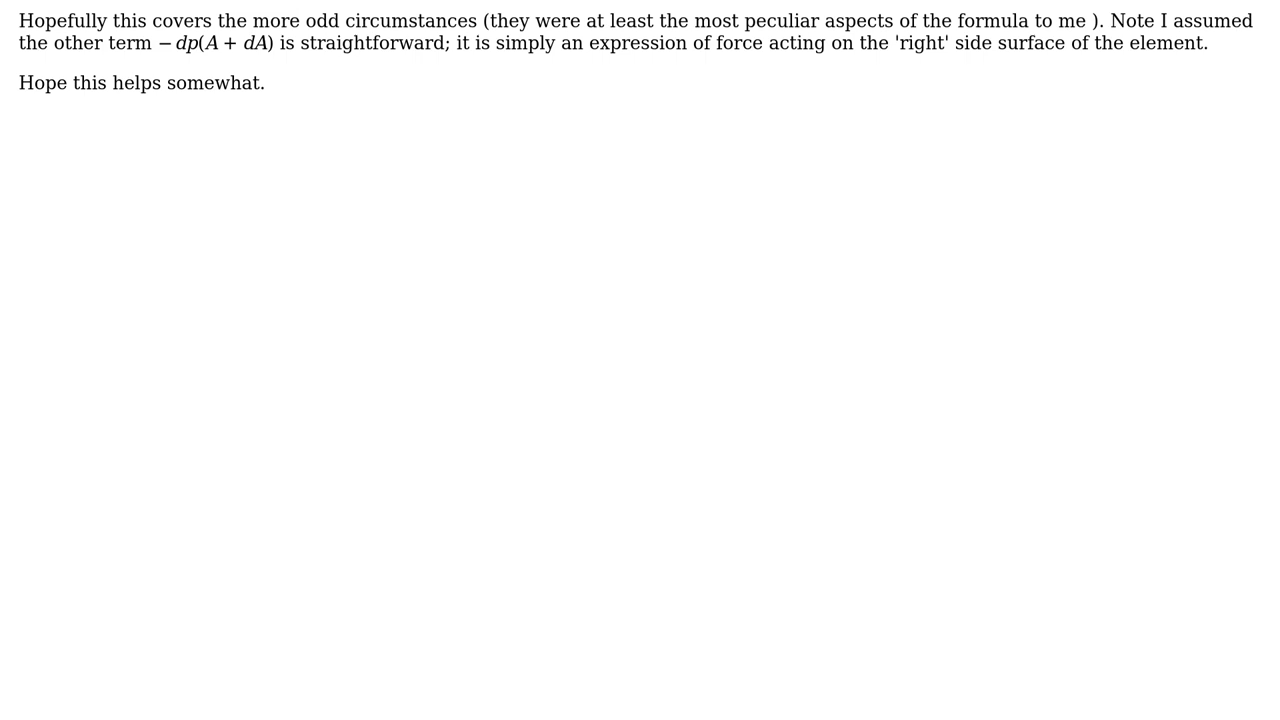 Hopefully this covers the more odd circumstances (they were at least the most peculiar aspects of the formula to me ). Note I assumed
the other term − dp(A + dA) is straightforward; it is simply an expression of force acting on the 'right' side surface of the element.
Hope this helps somewhat.